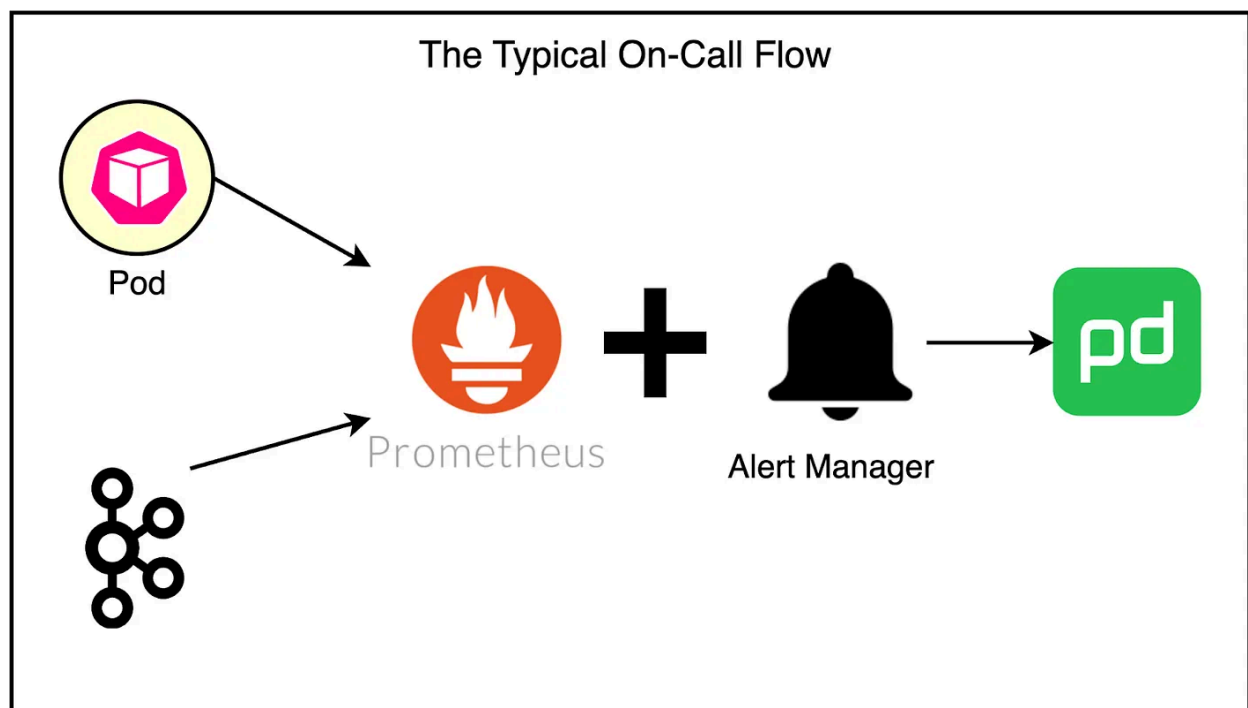 The Typical On-Call Flow
Pod
Prometheus
Alert Manager
pd